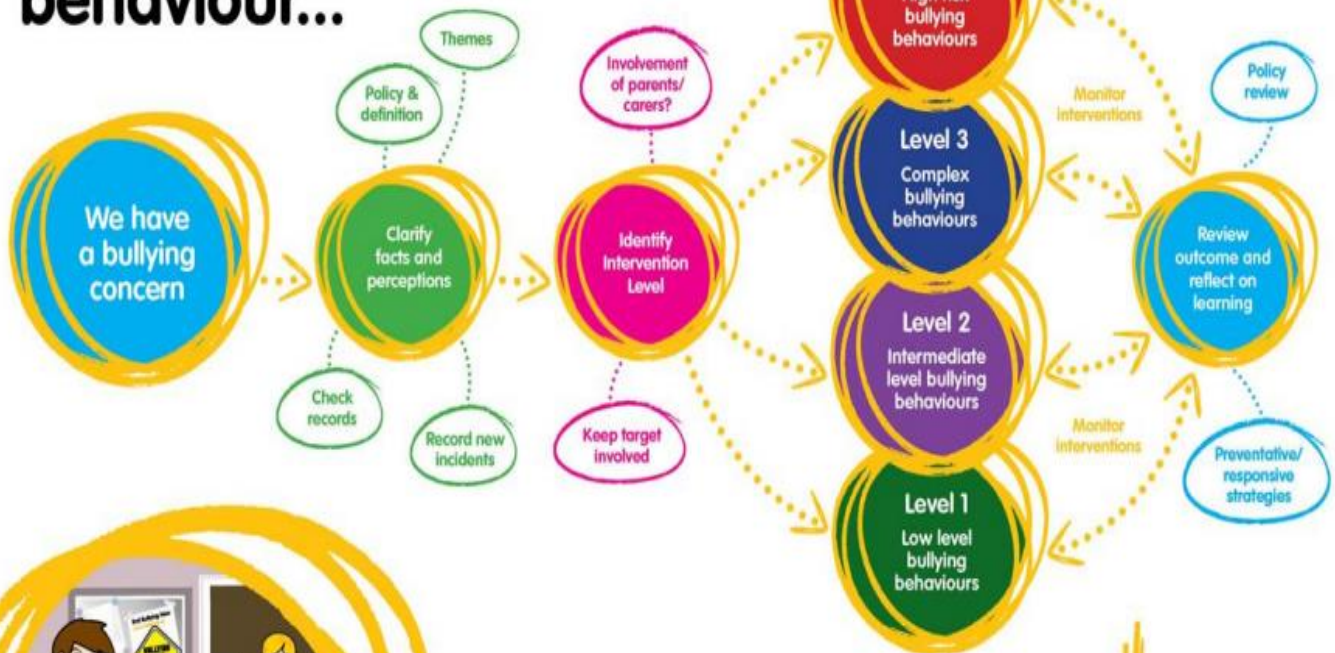 behaviour...
Themes
Policy &
definition
Involvement
of parents/
carers?
bullying
behaviours
Monitor
interventions
Policy
review
We have
a bullying
concern
Clarify
facts and
perceptions
Identify
Intervention
Level
Level 3
Complex
bullying
behaviours
Review
outcome and
reflect on
learning
Level 2
Intermediate
level bullying
behaviours
Check
records
Record new
incidents
Keep target
involved
Monitor
interventions
Preventative/
responsive
strategies
Level 1
Low level
bullying
behaviours